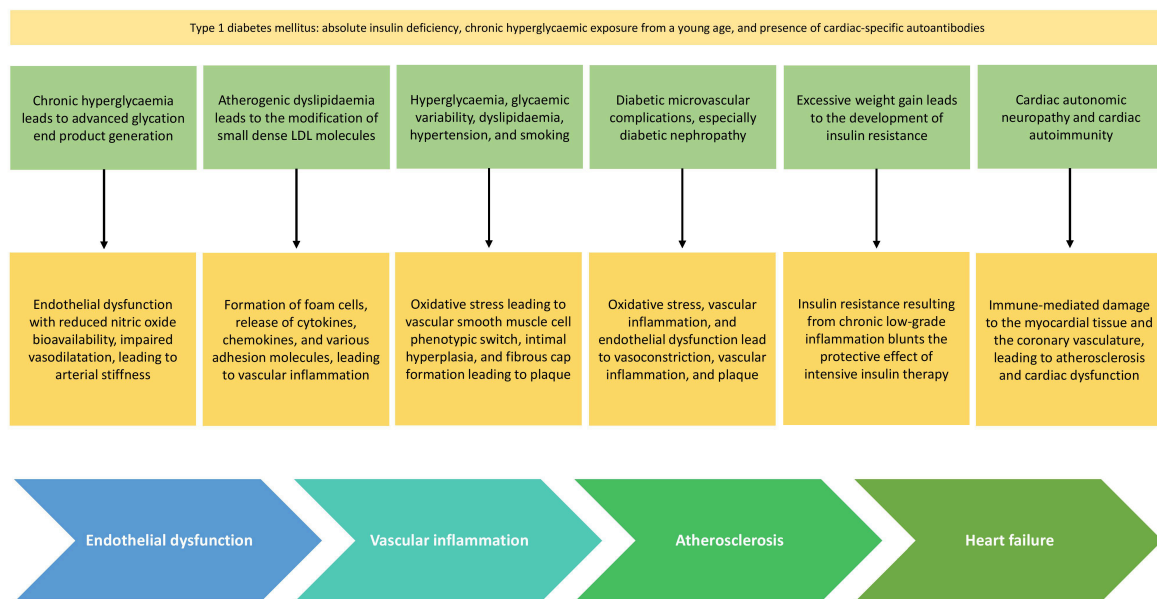 Type 1 diabetes mellitus: absolute insulin deficiency, chronic hyperglycaemic exposure from a young age, and presence of cardiac-specific autoantibodies
Chronic hyperglycaemia
leads to advanced glycation
end product generation
Atherogenic dyslipidaemia
leads to the modification of
small dense LDL molecules
Hyperglycaemia, glycaemic
variability, dyslipidaemia,
hypertension, and smoking
Diabetic microvascular
complications, especially
diabetic nephropathy
Excessive weight gain leads
to the development of
insulin resistance
Cardiac autonomic
neuropathy and cardiac
autoimmunity
Endothelial dysfunction
with reduced nitric oxide
bioavailability, impaired
vasodilatation, leading to
arterial stiffness
Formation of foam cells,
release of cytokines,
chemokines, and various
adhesion molecules, leading
to vascular inflammation
Oxidative stress leading to
vascular smooth muscle cell
phenotypic switch, intimal
hyperplasia, and fibrous cap
formation leading to plaque
Oxidative stress, vascular
inflammation, and
endothelial dysfunction lead
to vasoconstriction, vascular
inflammation, and plaque
Insulin resistance resulting
from chronic low-grade
inflammation blunts the
protective effect of
intensive insulin therapy
Immune-mediated damage
to the myocardial tissue and
the coronary vasculature,
leading to atherosclerosis
and cardiac dysfunction
Endothelial dysfunction
Vascular inflammation
Atherosclerosis
Heart failure